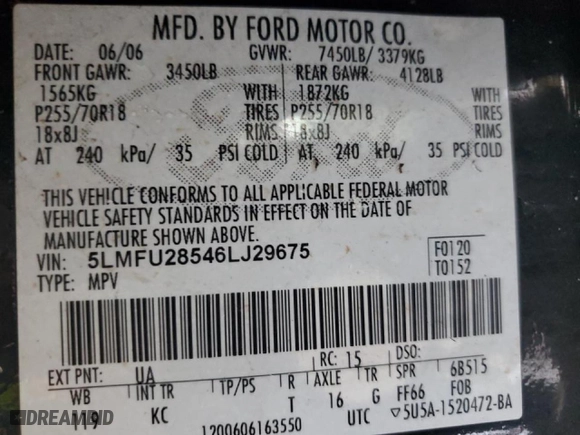 MFD. BY FORD MOTOR CO.
DATE: 06/06 GVWR: 7450LB/ 3379KG
FRONT GAWR: 3450LB REAR GAWR: 4128LB
1565KG WITH 1872KG WITH
P255/70R18 TIRES P255/70R18 TIRES
18x8J RIMS 18x8J RIMS
AT 240 kPa/ 35 PSI COLD AT 240 kPa/ 35 PSI COLD
THIS VEHICLE CONFORMS TO ALL APPLICABLE FEDERAL MOTOR
VEHICLE SAFETY STANDARDS IN EFFECT ON THE DATE OF
MANUFACTURE SHOWN ABOVE.
VIN: 5LMFU28546LJ29675 F0120
TYPE: MPV T0152
EXT PNT: UA RC: 15 DSO:
WB INT TR TP/PS R AXLE TR SPR 6B515
119 KC T 16 G FF66 FOB
1200606163550 UTC ▽5U5A-1520472-BA
DREAMBID
Ford